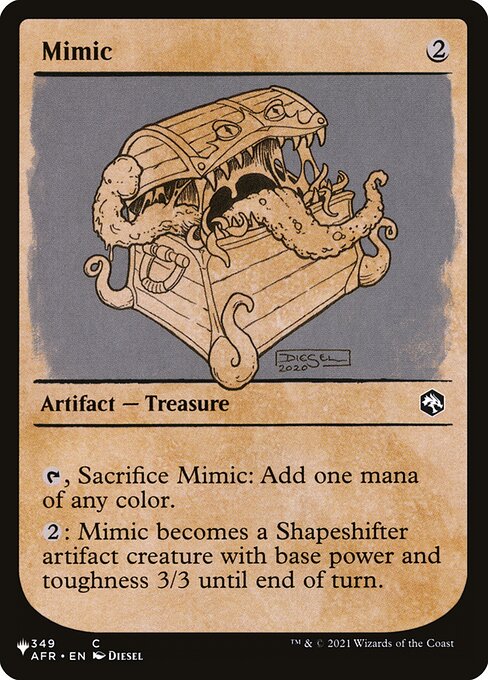 Mimic
2
DIESEL
2020
Artifact — Treasure
, Sacrifice Mimic: Add one mana
of any color.
2: Mimic becomes a Shapeshifter
artifact creature with base power and
toughness 3/3 until end of turn.
349 C
AFR • EN DIESEL
™ & © 2021 Wizards of the Coast